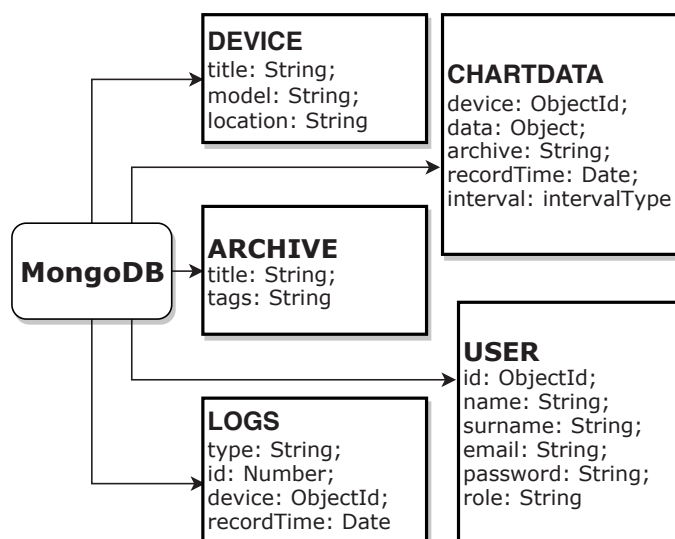 DEVICE
title: String;
model: String;
location: String
CHARTDATA
device: ObjectId;
data: Object;
archive: String;
recordTime: Date;
interval: intervalType
MongoDB
ARCHIVE
title: String;
tags: String
USER
id: ObjectId;
name: String;
surname: String;
email: String;
password: String;
role: String
LOGS
type: String;
id: Number;
device: ObjectId;
recordTime: Date